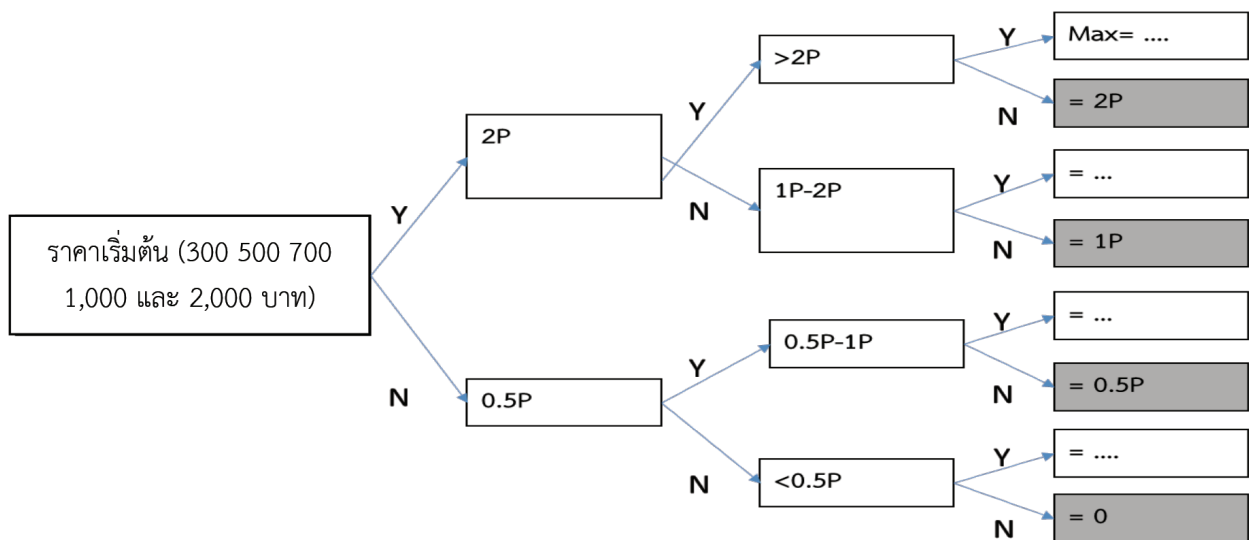 ราคาเริ่มต้น (300 500 700
1,000 และ 2,000 บาท)
Y
N
2P
0.5P
Y
N
Y
N
>2P
1P-2P
0.5P-1P
<0.5P
Y
N
Y
N
Y
N
Y
N
Max= ....
= 2P
= ...
= 1P
= ...
= 0.5P
= ....
= 0